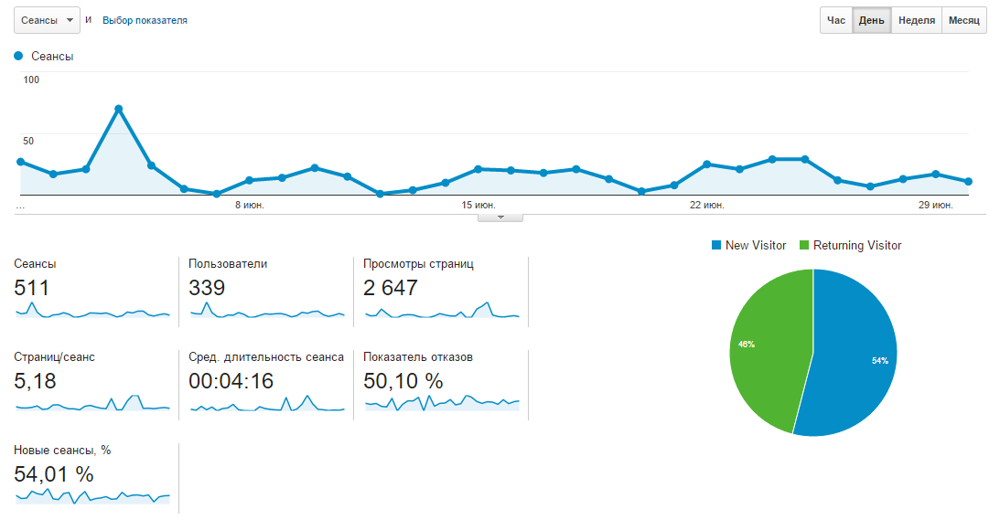 Сеансы и Выбор показателя
Час День Неделя Месяц
Сеансы
100
50
... 8 июн. 15 июн. 22 июн. 29 июн.
New Visitor Returning Visitor
Сеансы
511
Пользователи
339
Просмотры страниц
2 647
Страниц/сеанс
5,18
Сред. длительность сеанса
00:04:16
Показатель отказов
50,10 %
Новые сеансы, %
54,01 %
46%
54%